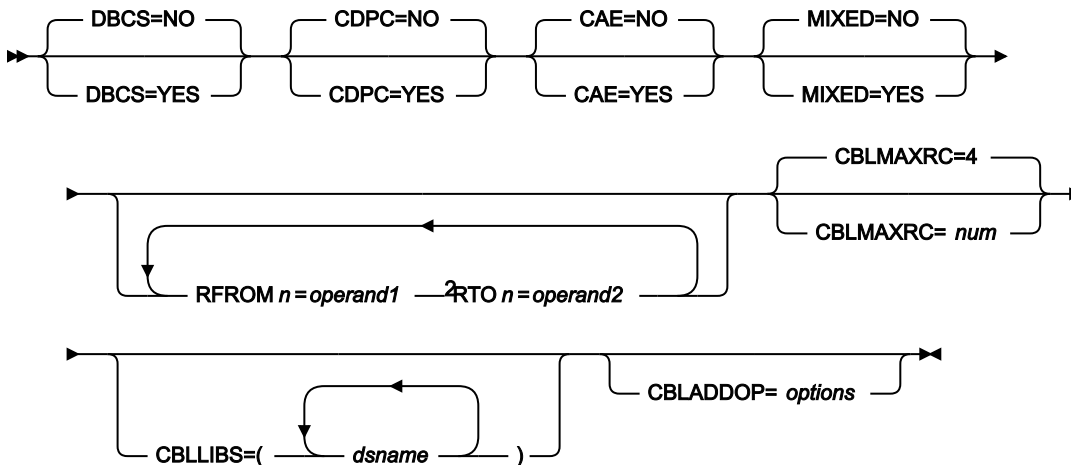 DBCS=NO CDPC=NO CAE=NO MIXED=NO
DBCS=YES CDPC=YES CAE=YES MIXED=YES
CBLMAXRC=4
CBLMAXRC= num
RFROM n = operand1 2 RTO n = operand2
CBLADDOP= options
CBLLIBS=( dsname )